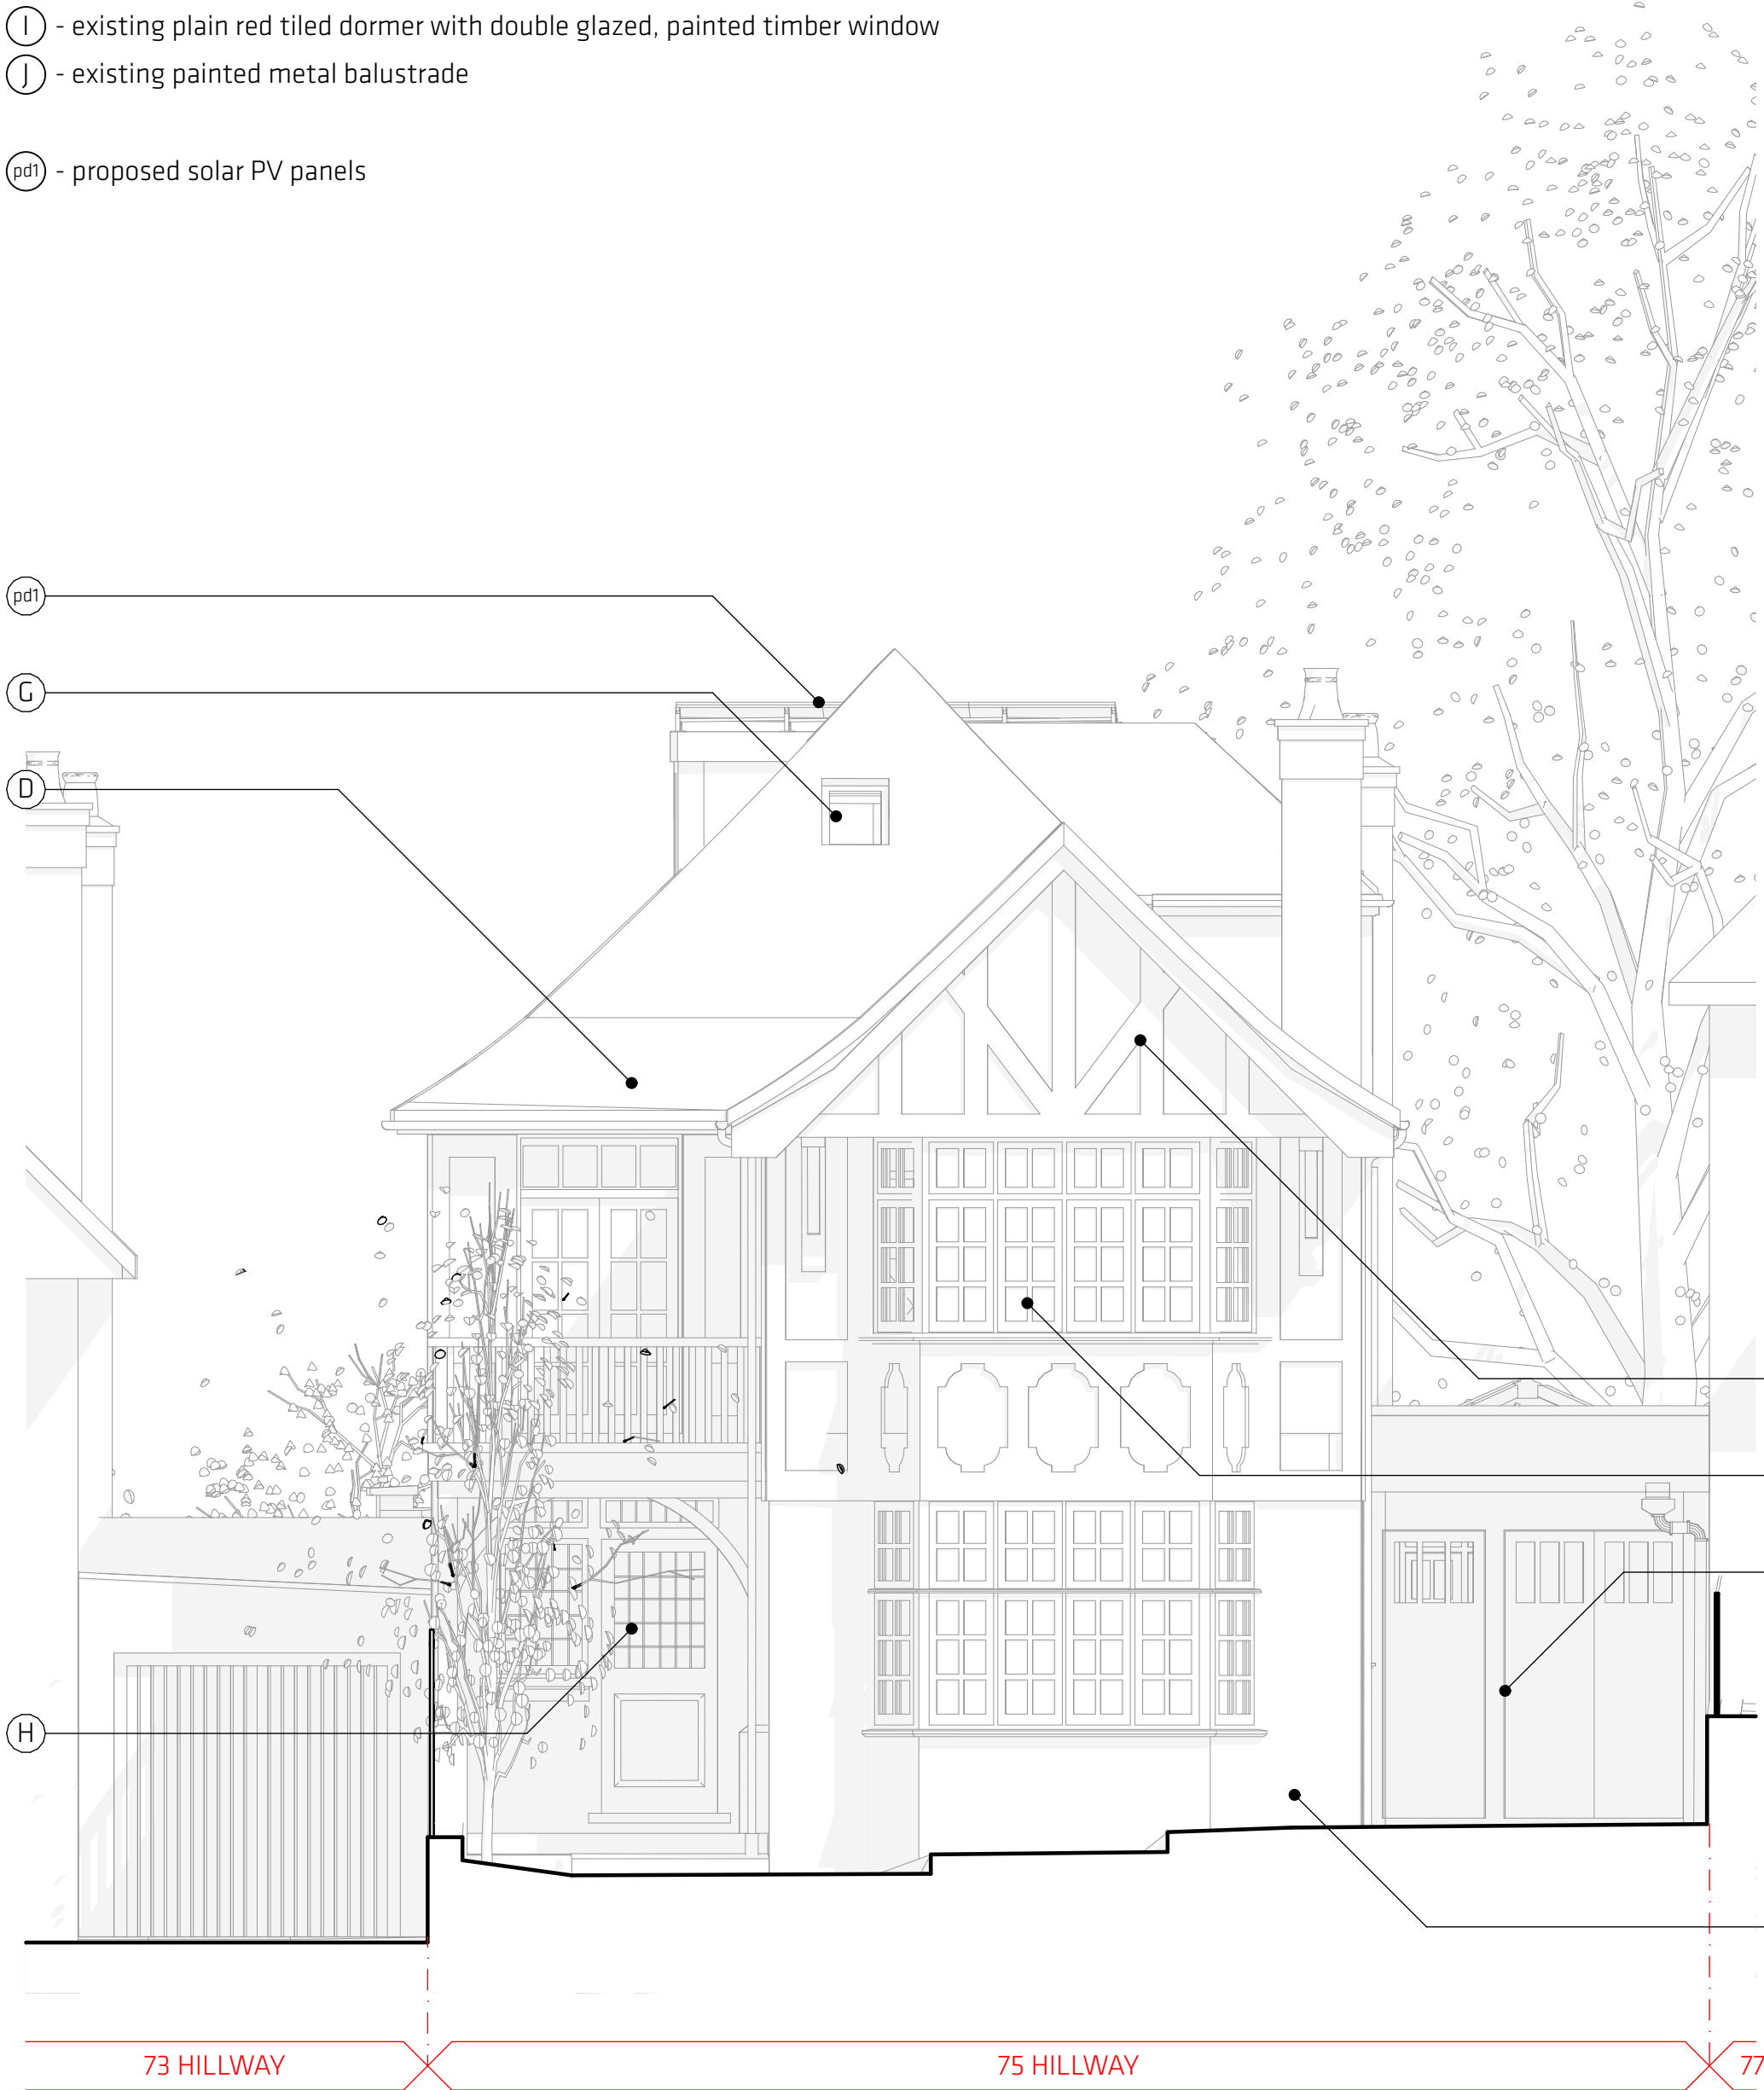 I - existing plain red tiled dormer with double glazed, painted timber window
J - existing painted metal balustrade
pd1 - proposed solar PV panels
pd1
G
D
H
73 HILLWAY
75 HILLWAY
77